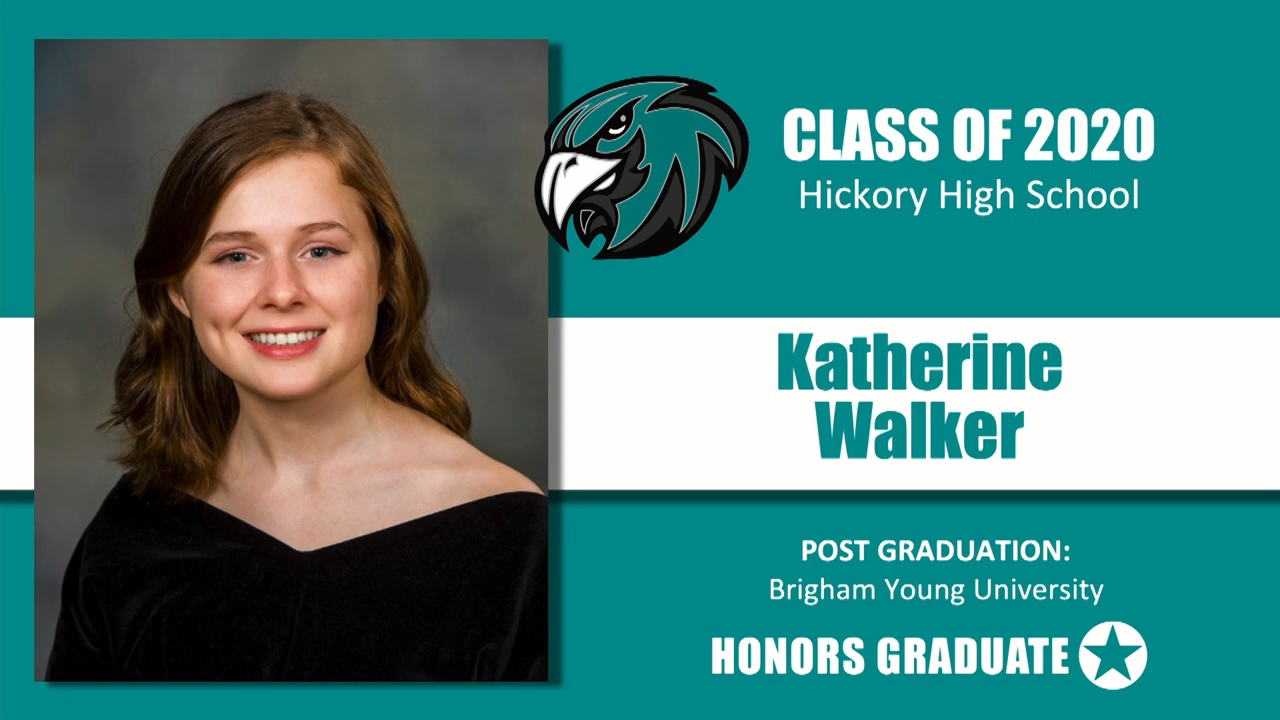 CLASS OF 2020
Hickory High School
Katherine
Walker
POST GRADUATION:
Brigham Young University
HONORS GRADUATE